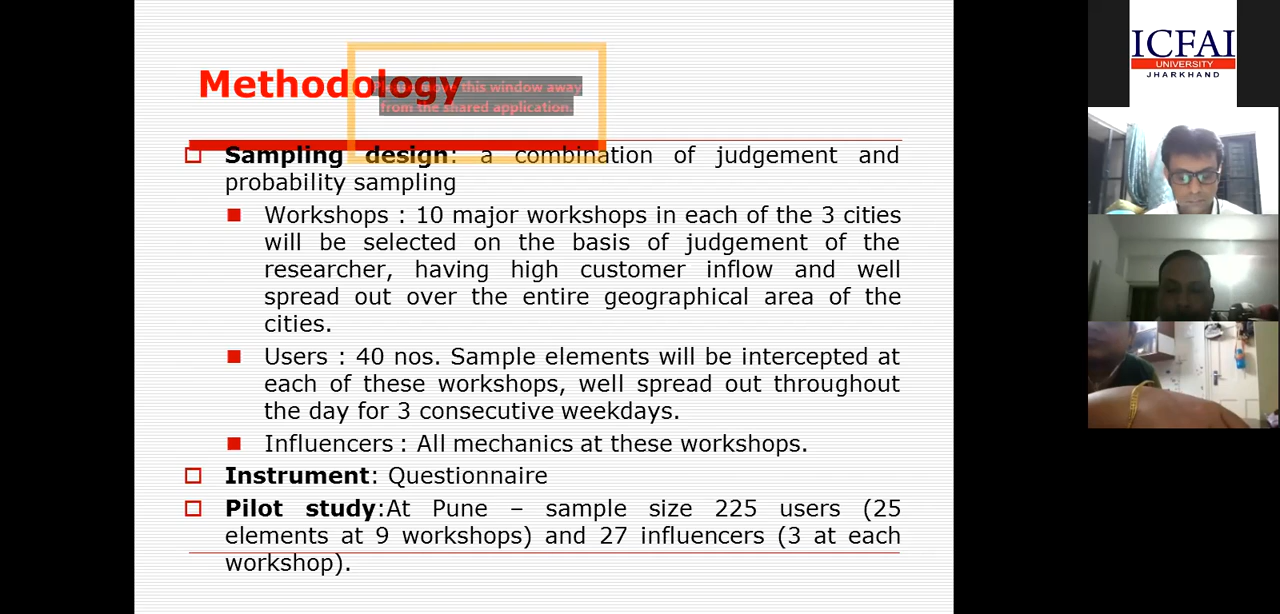 Methodology
Please move this window away
from the shared application.
Sampling design: a combination of judgement and
probability sampling
Workshops : 10 major workshops in each of the 3 cities
will be selected on the basis of judgement of the
researcher, having high customer inflow and well
spread out over the entire geographical area of the
cities.
Users : 40 nos. Sample elements will be intercepted at
each of these workshops, well spread out throughout
the day for 3 consecutive weekdays.
Influencers : All mechanics at these workshops.
Instrument: Questionnaire
Pilot study:At Pune – sample size 225 users (25
elements at 9 workshops) and 27 influencers (3 at each
workshop).
ICFAI
UNIVERSITY
JHARKHAND